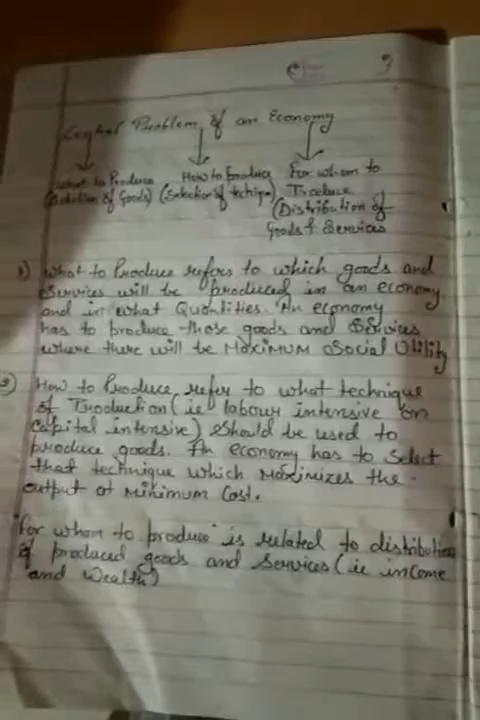 Central Problem of an Economy
What to Produce How to Produce For whom to
(Selection of Goods) (Selection of techique) Produce
(Distribution of
Goods & Services
1) What to Produce refers to which goods and
Services will be produced in an economy
and in what Quantities. An economy
has to produce those goods and Services
where there will be Maximum Social Utility
2) How to Produce refer to what technique
of Production (ie labour intensive or
Capital intensive) Should be used to
produce goods. An economy has to Select
that technique which Maximizes the
output at Minimum Cost.
"For whom to produce" is related to distribution
of produced goods and Services (ie income
and Wealth)